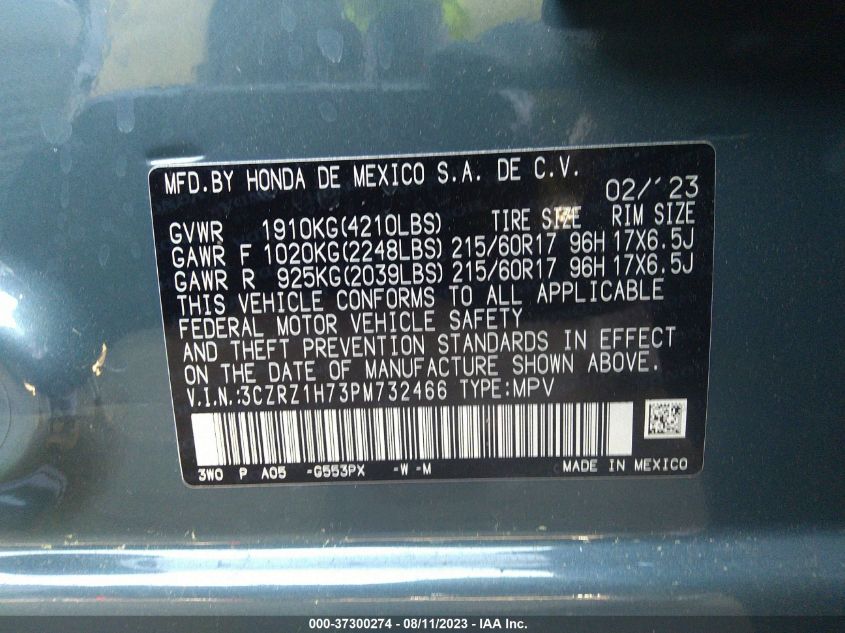 MFD.BY HONDA DE MEXICO S.A. DE C.V.
02/'23
GVWR 1910KG(4210LBS) TIRE SIZE RIM SIZE
GAWR F 1020KG(2248LBS) 215/60R17 96H 17X6.5J
GAWR R 925KG(2039LBS) 215/60R17 96H 17X6.5J
THIS VEHICLE CONFORMS TO ALL APPLICABLE
FEDERAL MOTOR VEHICLE SAFETY
AND THEFT PREVENTION STANDARDS IN EFFECT
ON THE DATE OF MANUFACTURE SHOWN ABOVE.
V.I.N.:3CZRZ1H73PM732466 TYPE:MPV
3W0 P A05 -G553PX -W -M MADE IN MEXICO
000-37300274 - 08/11/2023 - IAA Inc.